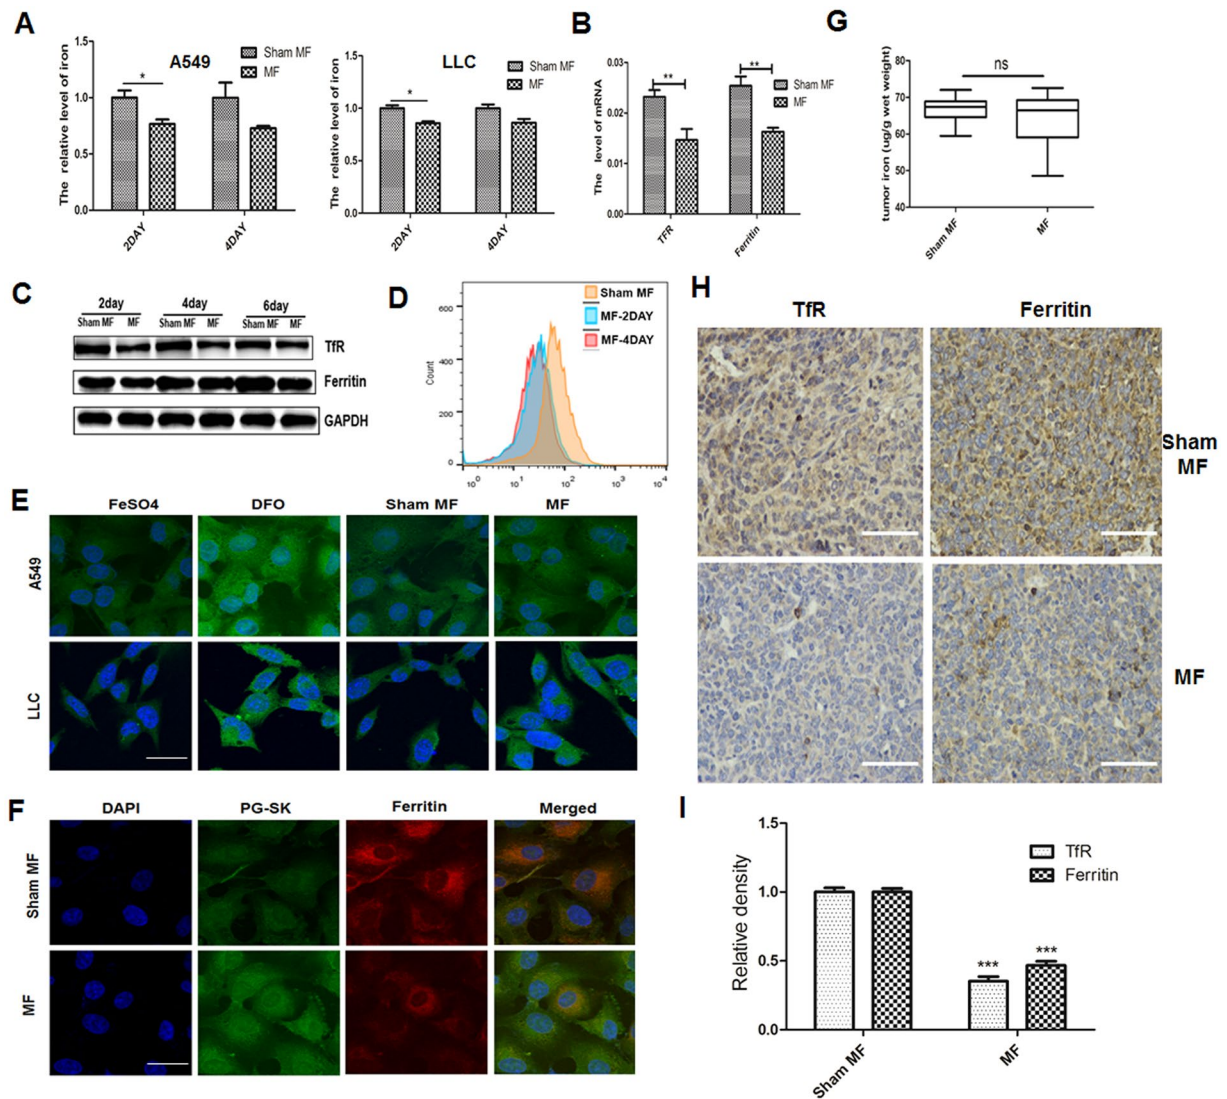 A
The relative level of iron
1.5
1.0
0.5
0.0
A549
Sham MF
MF
*
2DAY
4DAY
The relative level of iron
1.5
1.0
0.5
0.0
LLC
Sham MF
MF
*
2DAY
4DAY
B
The level of mRNA
0.03
0.02
0.01
0.00
**
**
Sham MF
MF
TFR
Ferritin
G
tumor iron (ug/g wet weight)
80
70
60
50
40
ns
Sham MF
MF
C
2day 4day 6day
Sham MF MF Sham MF MF Sham MF MF
TfR
Ferritin
GAPDH
D
Count
600
400
200
0
10^0 10^1 10^2 10^3 10^4
Sham MF
MF-2DAY
MF-4DAY
E
FeSO4 DFO Sham MF MF
A549
LLC
F
DAPI PG-SK Ferritin Merged
Sham MF
MF
H
TfR Ferritin
Sham
MF
MF
I
Relative density
1.5
1.0
0.5
0.0
TfR
Ferritin
*** ***
Sham MF
MF